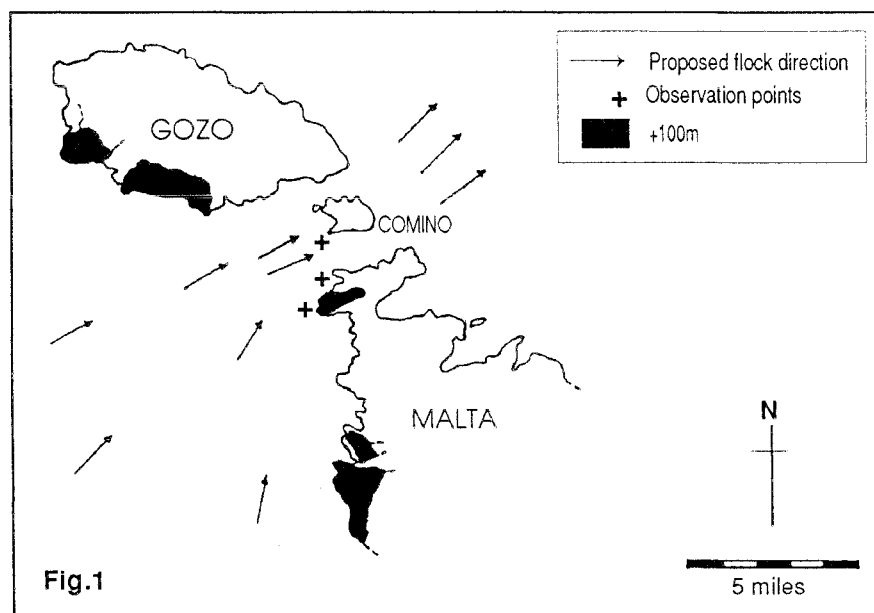 Proposed flock direction
Observation points
+100m
GOZO
COMINO
MALTA
N
5 miles
Fig.1